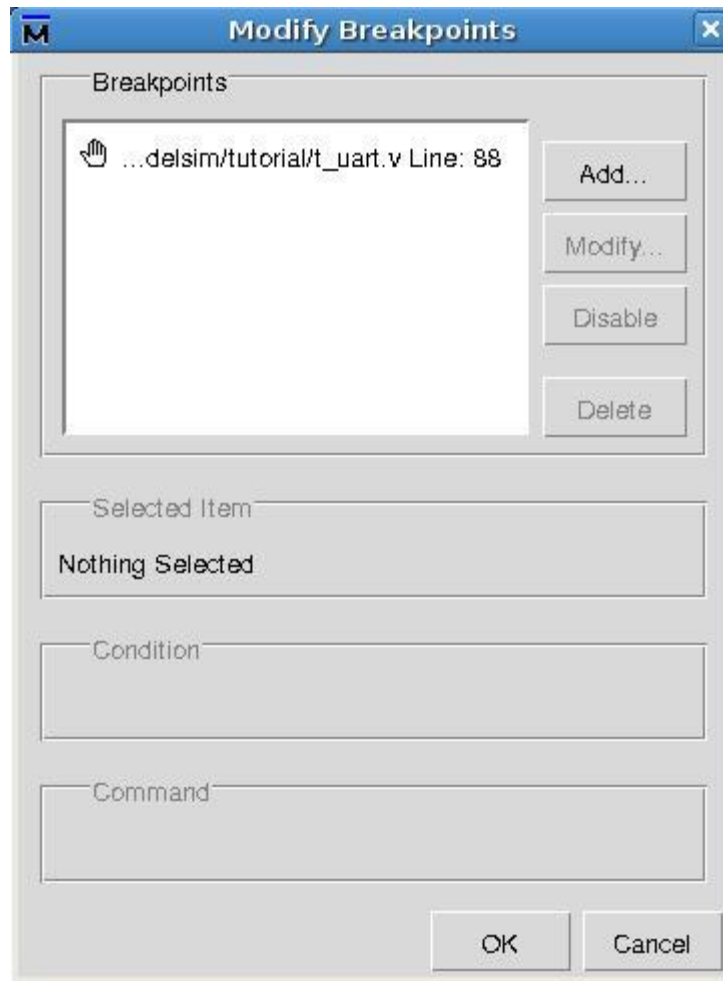 M
Modify Breakpoints
Breakpoints
...delsim/tutorial/t_uart.v Line: 88
Add...
Modify...
Disable
Delete
Selected Item
Nothing Selected
Condition
Command
OK
Cancel